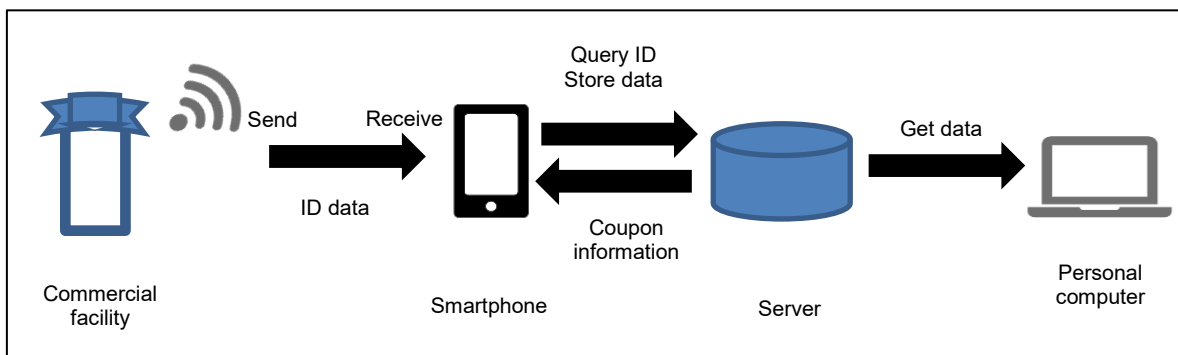 Send
Receive
ID data
Query ID
Store data
Coupon
information
Get data
Commercial
facility
Smartphone
Server
Personal
computer